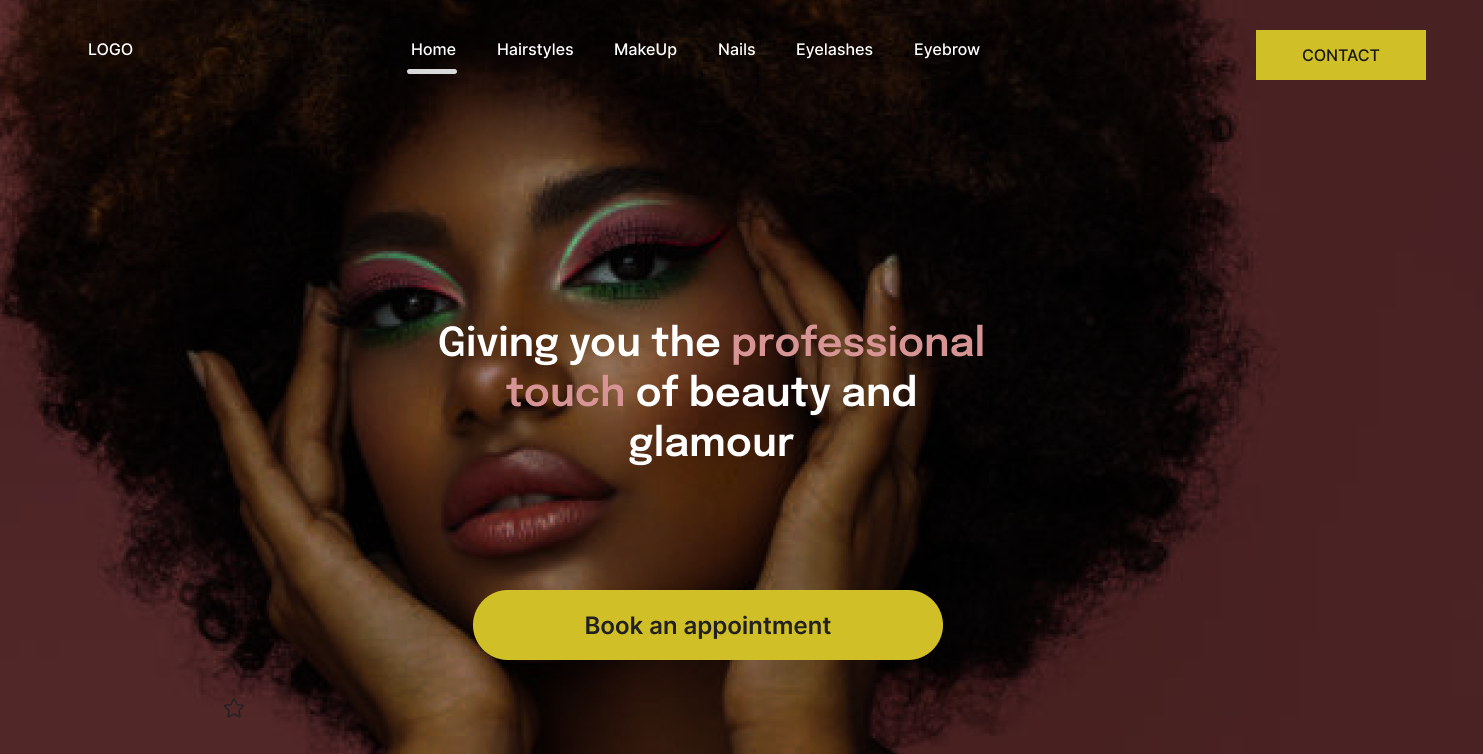 LOGO
Home Hairstyles MakeUp Nails Eyelashes Eyebrow
CONTACT
Giving you the professional
touch of beauty and
glamour
Book an appointment